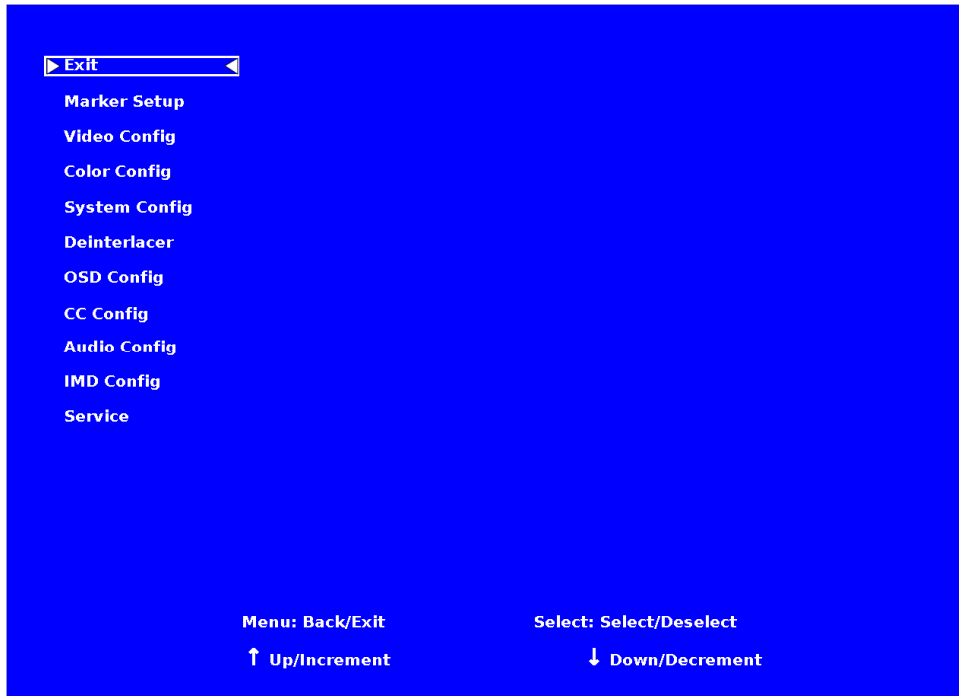 Exit
Marker Setup
Video Config
Color Config
System Config
Deinterlacer
OSD Config
CC Config
Audio Config
IMD Config
Service
Menu: Back/Exit Select: Select/Deselect
↑ Up/Increment ↓ Down/Decrement